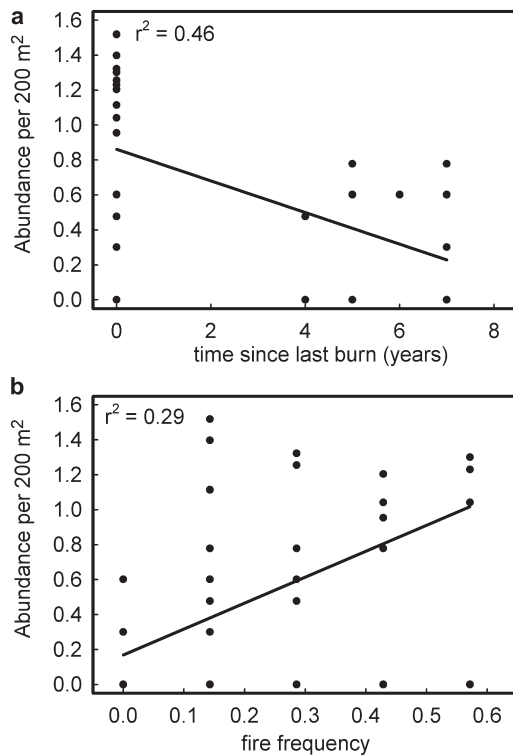 a
r² = 0.46
Abundance per 200 m²
1.6
1.4
1.2
1.0
0.8
0.6
0.4
0.2
0.0
0 2 4 6 8
time since last burn (years)
b
r² = 0.29
Abundance per 200 m²
1.6
1.4
1.2
1.0
0.8
0.6
0.4
0.2
0.0
0.0 0.1 0.2 0.3 0.4 0.5 0.6
fire frequency